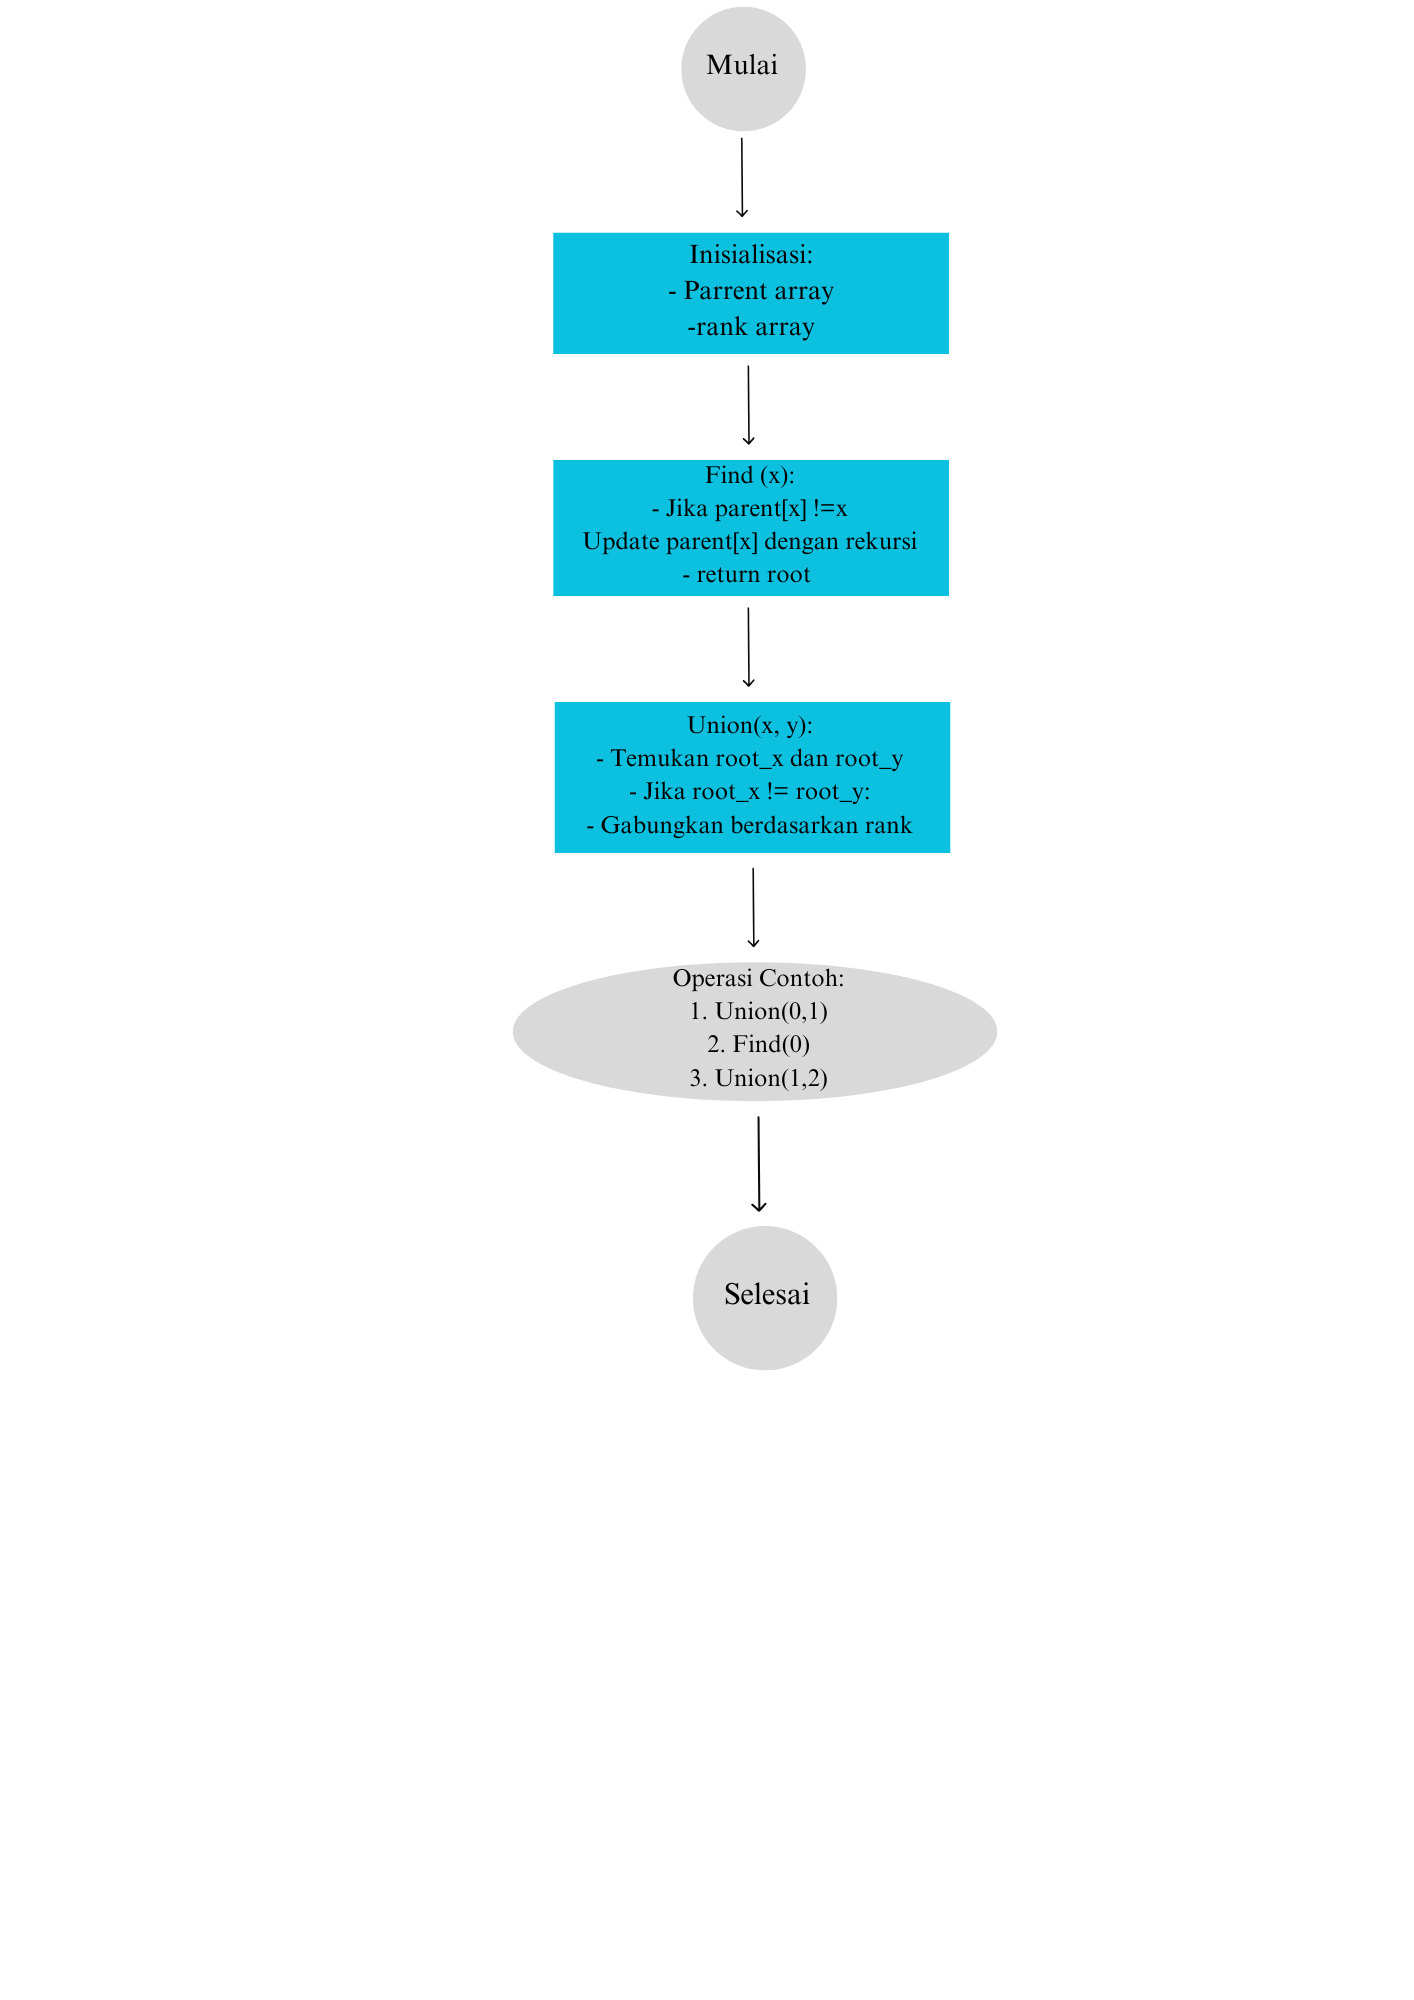 Mulai
Inisialisasi:
- Parrent array
-rank array
Find (x):
- Jika parent[x] !=x
Update parent[x] dengan rekursi
- return root
Union(x, y):
- Temukan root_x dan root_y
- Jika root_x != root_y:
- Gabungkan berdasarkan rank
Operasi Contoh:
1. Union(0,1)
2. Find(0)
3. Union(1,2)
Selesai